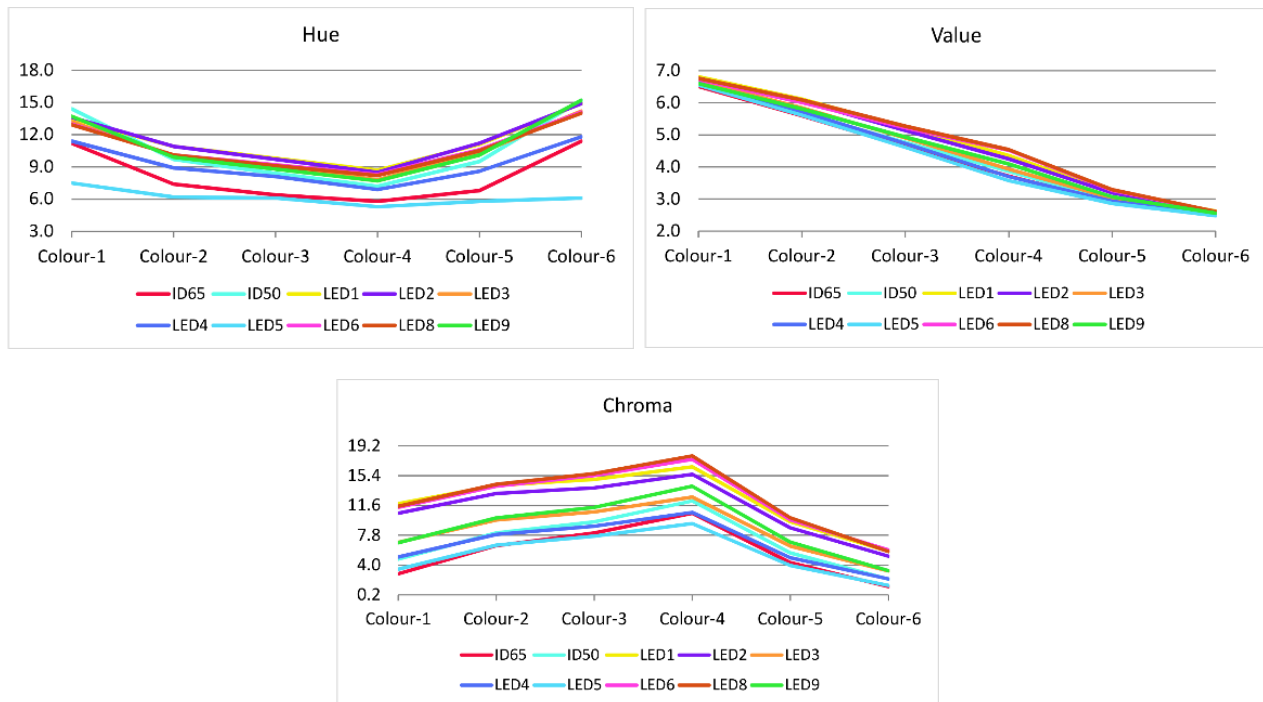 Hue
18.0
15.0
12.0
9.0
6.0
3.0
Colour-1 Colour-2 Colour-3 Colour-4 Colour-5 Colour-6
ID65 ID50 LED1 LED2 LED3
LED4 LED5 LED6 LED8 LED9
Value
7.0
6.0
5.0
4.0
3.0
2.0
Colour-1 Colour-2 Colour-3 Colour-4 Colour-5 Colour-6
ID65 ID50 LED1 LED2 LED3
LED4 LED5 LED6 LED8 LED9
Chroma
19.2
15.4
11.6
7.8
4.0
0.2
Colour-1 Colour-2 Colour-3 Colour-4 Colour-5 Colour-6
ID65 ID50 LED1 LED2 LED3
LED4 LED5 LED6 LED8 LED9